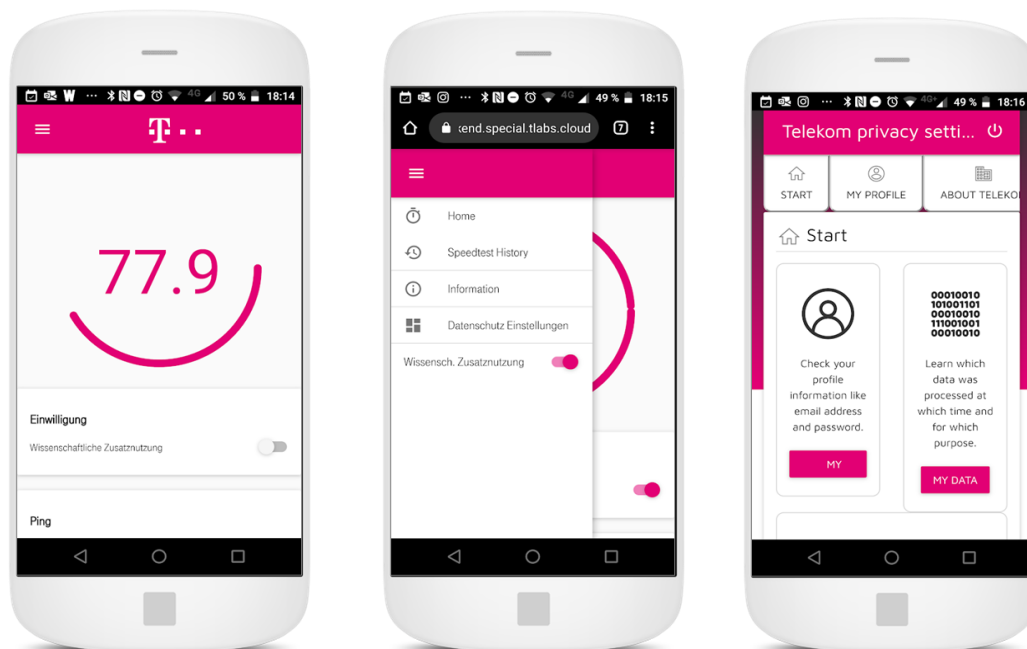 50 % 18:14
T
77.9
Einwilligung
Wissenschaftliche Zusatznutzung
Ping
4G 49 % 18:15
xend.special.tlabs.cloud 7
Home
Speedtest History
Information
Datenschutz Einstellungen
Wissensch. Zusatznutzung
4G+ 49 % 18:16
Telekom privacy setti...
START
MY PROFILE
ABOUT TELEKO
Start
Check your
profile
information like
email address
and password.
MY
00010010
101001101
00010010
111001001
00010010
Learn which
data was
processed at
which time and
for which
purpose.
MY DATA